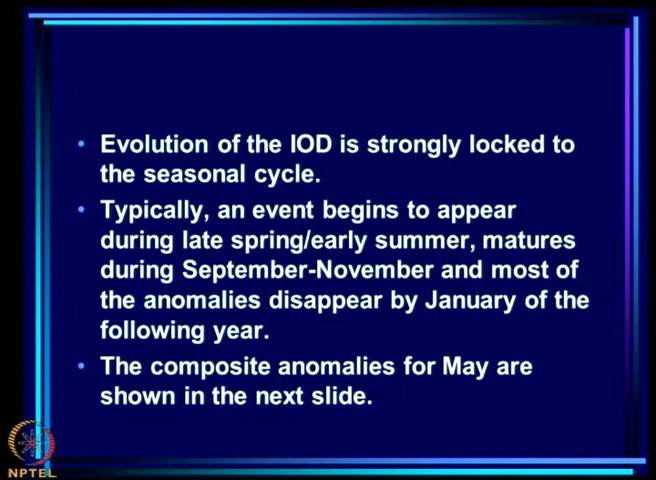 • Evolution of the IOD is strongly locked to
the seasonal cycle.
• Typically, an event begins to appear
during late spring/early summer, matures
during September-November and most of
the anomalies disappear by January of the
following year.
• The composite anomalies for May are
shown in the next slide.
NPTEL